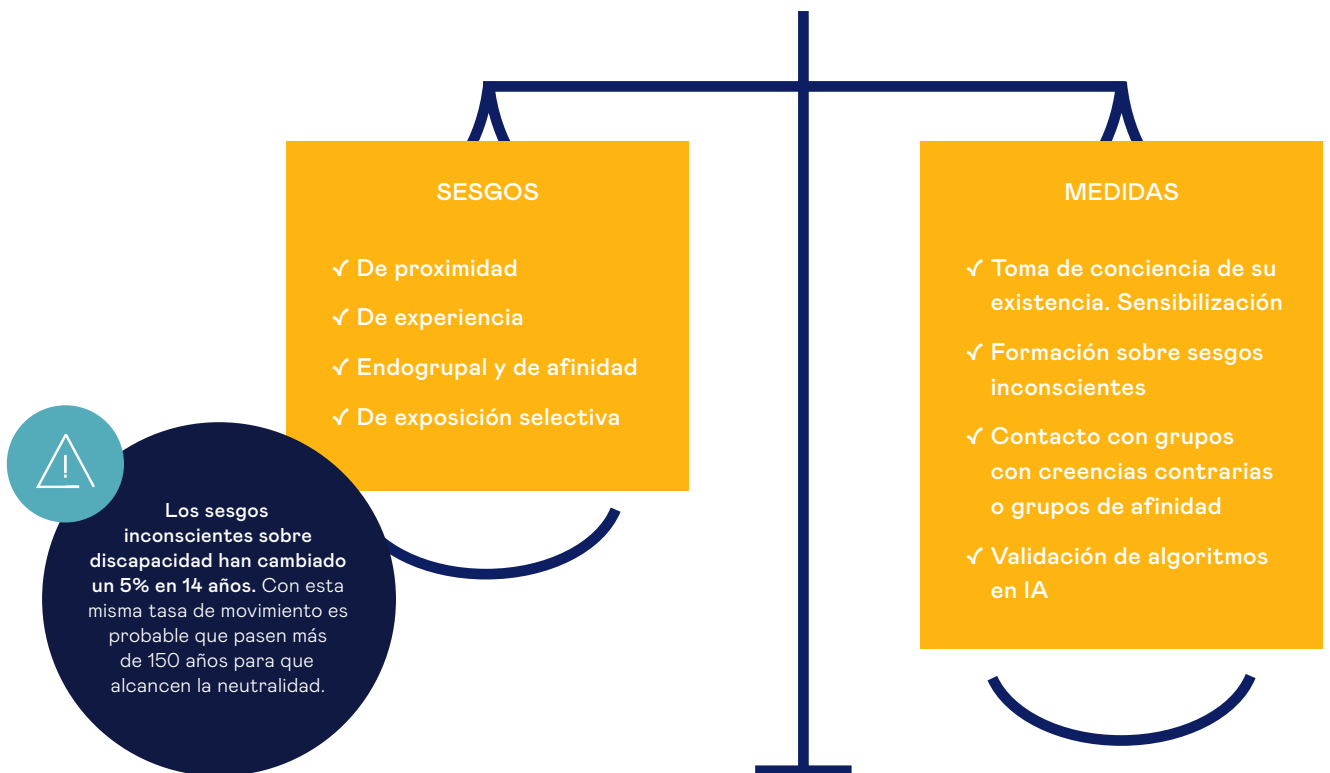 SESGOS
✓ De proximidad
✓ De experiencia
✓ Endogrupal y de afinidad
✓ De exposición selectiva
MEDIDAS
✓ Toma de conciencia de su
existencia. Sensibilización
✓ Formación sobre sesgos
inconscientes
✓ Contacto con grupos
con creencias contrarias
o grupos de afinidad
✓ Validación de algoritmos
en IA
!
Los sesgos
inconscientes sobre
discapacidad han cambiado
un 5% en 14 años. Con esta
misma tasa de movimiento es
probable que pasen más
de 150 años para que
alcancen la neutralidad.